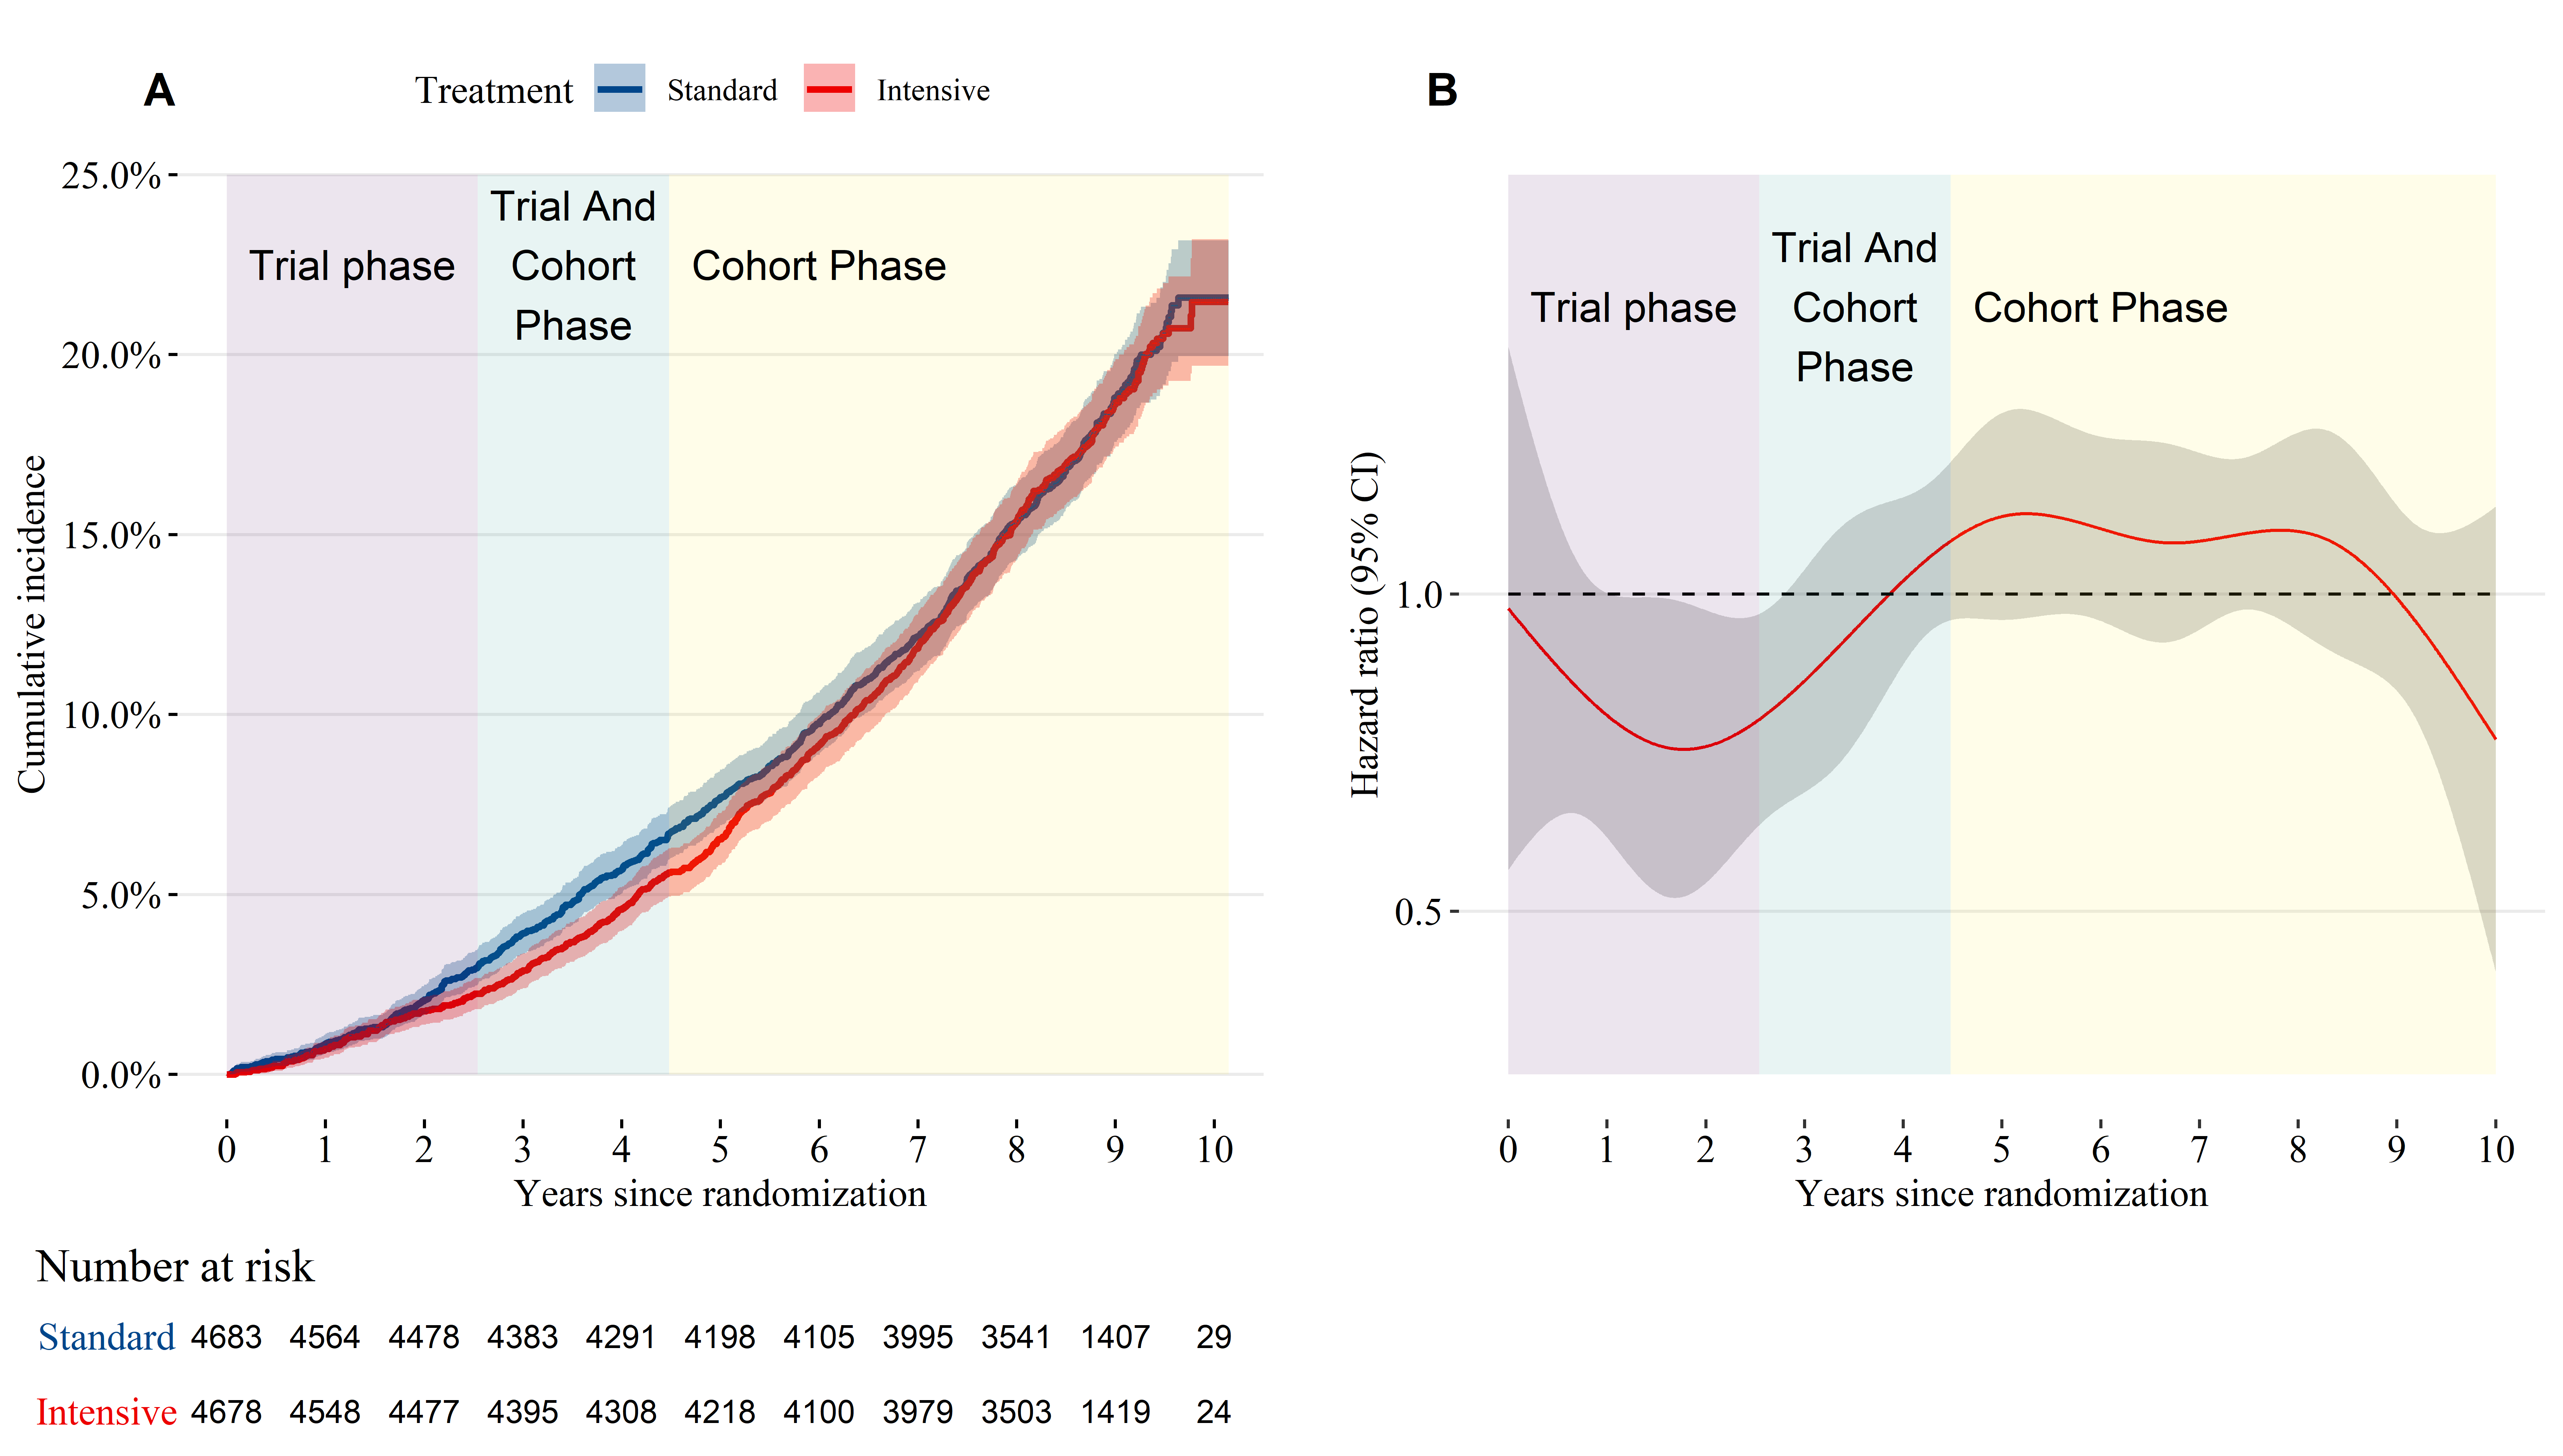 A
Treatment Standard Intensive
25.0%
20.0%
15.0%
10.0%
5.0%
0.0%
Cumulative incidence
Trial phase
Trial And
Cohort
Phase
Cohort Phase
0 1 2 3 4 5 6 7 8 9 10
Years since randomization
Number at risk
Standard 4683 4564 4478 4383 4291 4198 4105 3995 3541 1407 29
Intensive 4678 4548 4477 4395 4308 4218 4100 3979 3503 1419 24
B
Hazard ratio (95% CI)
1.0
0.5
Trial phase
Trial And
Cohort
Phase
Cohort Phase
0 1 2 3 4 5 6 7 8 9 10
Years since randomization